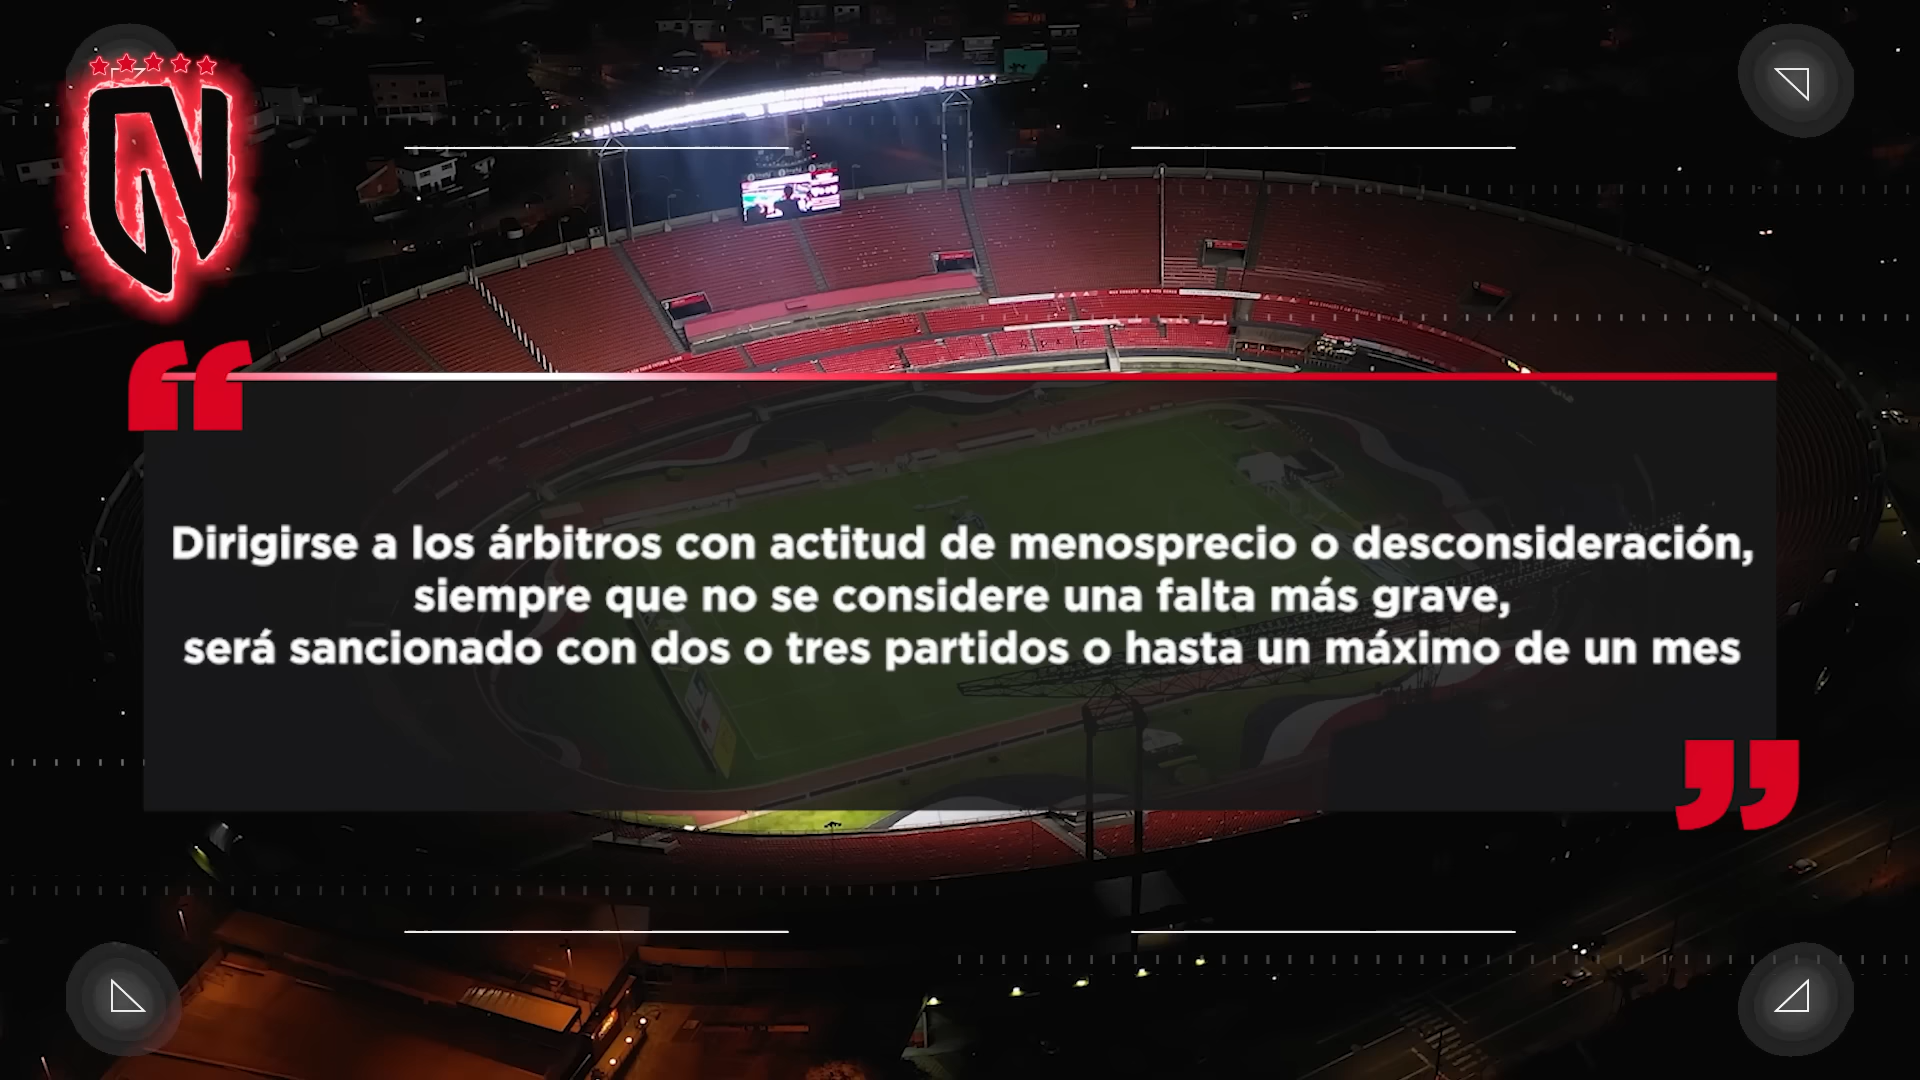 Dirigirse a los árbitros con actitud de menosprecio o desconsideración,
siempre que no se considere una falta más grave,
será sancionado con dos o tres partidos o hasta un máximo de un mes